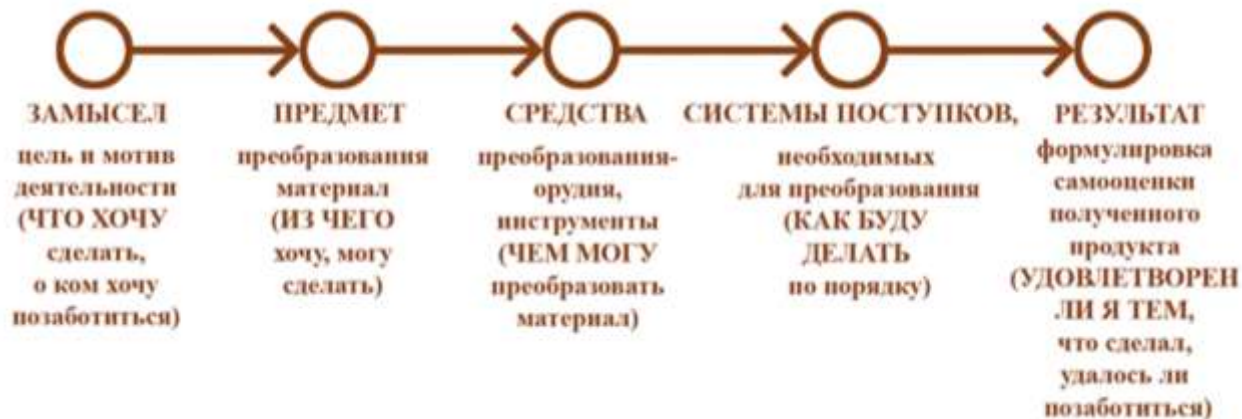 ЗАМЫСЕЛ
цель и мотив
деятельности
(ЧТО ХОЧУ
сделать,
о ком хочу
позаботиться)
ПРЕДМЕТ
преобразования
материал
(ИЗ ЧЕГО
хочу, могу
сделать)
СРЕДСТВА
преобразования-
орудия,
инструменты
(ЧЕМ МОГУ
преобразовать
материал)
СИСТЕМЫ ПОСТУПКОВ,
необходимых
для преобразования
(КАК БУДУ
ДЕЛАТЬ
по порядку)
РЕЗУЛЬТАТ
формулировка
самооценки
полученного
продукта
(УДОВЛЕТВОРЕН
ЛИ Я ТЕМ,
что сделал,
удалось ли
позаботиться)